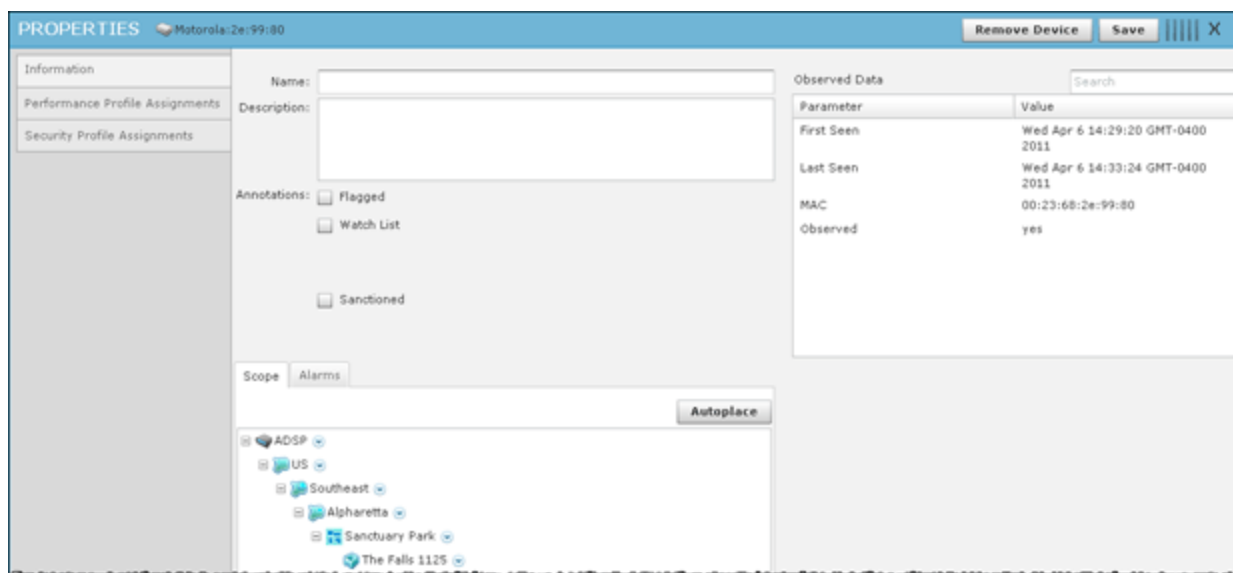 PROPERTIES Motorola:2e:99:80 Remove Device Save X
Information
Performance Profile Assignments
Security Profile Assignments
Name:
Description:
Annotations: Flagged
Watch List
Sanctioned
Observed Data Search
Parameter Value
First Seen Wed Apr 6 14:29:20 GMT-0400
2011
Last Seen Wed Apr 6 14:33:24 GMT-0400
2011
MAC 00:23:68:2e:99:80
Observed yes
Scope Alarms
Autoplace
ADSP
US
Southeast
Alpharetta
Sanctuary Park
The Falls 1125